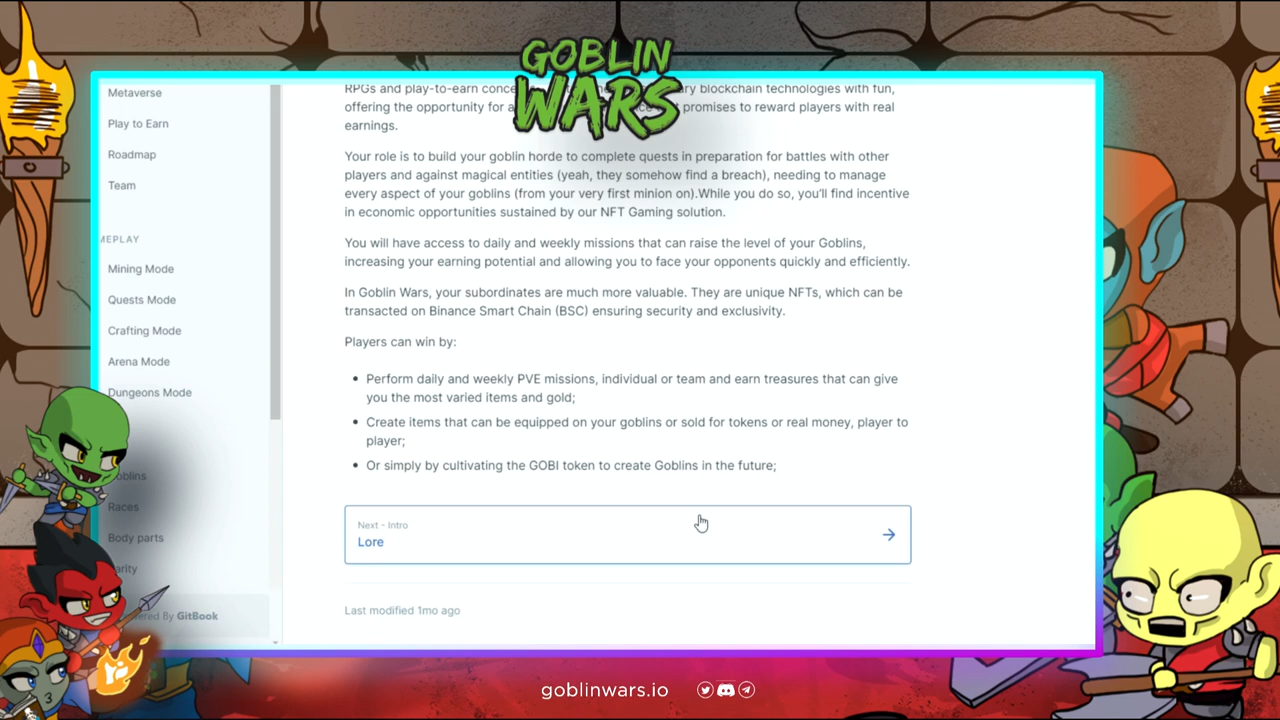 GOBLIN
WARS
Metaverse
Play to Earn
Roadmap
Team
MEPLAY
Mining Mode
Quests Mode
Crafting Mode
Arena Mode
Dungeons Mode
oblins
Races
Body parts
arity
ered By GitBook
RPGs and play-to-earn conce ry blockchain technologies with fun,
offering the opportunity for a promises to reward players with real
earnings.
Your role is to build your goblin horde to complete quests in preparation for battles with other
players and against magical entities (yeah, they somehow find a breach), needing to manage
every aspect of your goblins (from your very first minion on).While you do so, you'll find incentive
in economic opportunities sustained by our NFT Gaming solution.
You will have access to daily and weekly missions that can raise the level of your Goblins,
increasing your earning potential and allowing you to face your opponents quickly and efficiently.
In Goblin Wars, your subordinates are much more valuable. They are unique NFTs, which can be
transacted on Binance Smart Chain (BSC) ensuring security and exclusivity.
Players can win by:
• Perform daily and weekly PVE missions, individual or team and earn treasures that can give
you the most varied items and gold;
• Create items that can be equipped on your goblins or sold for tokens or real money, player to
player;
• Or simply by cultivating the GOBI token to create Goblins in the future;
Next - Intro
Lore
Last modified 1mo ago
goblinwars.io